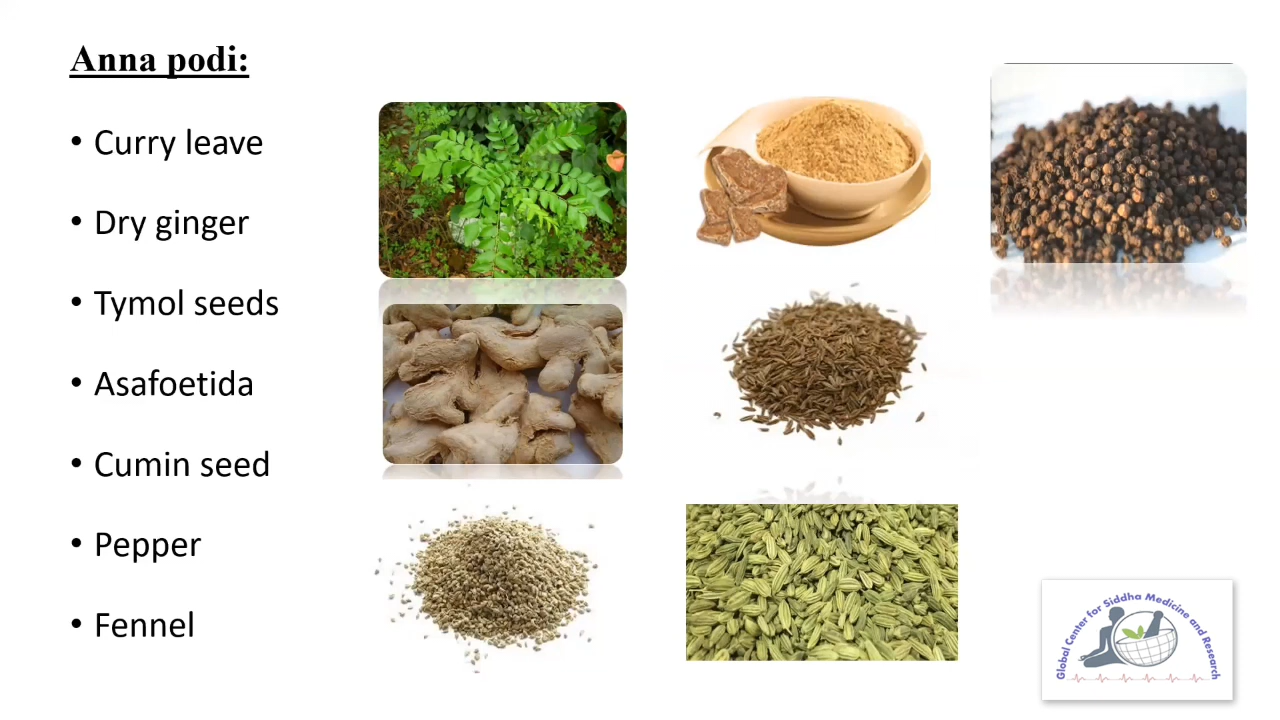 Anna podi:
• Curry leave
• Dry ginger
• Tymol seeds
• Asafoetida
• Cumin seed
• Pepper
• Fennel
Global Center for Siddha Medicine and Research